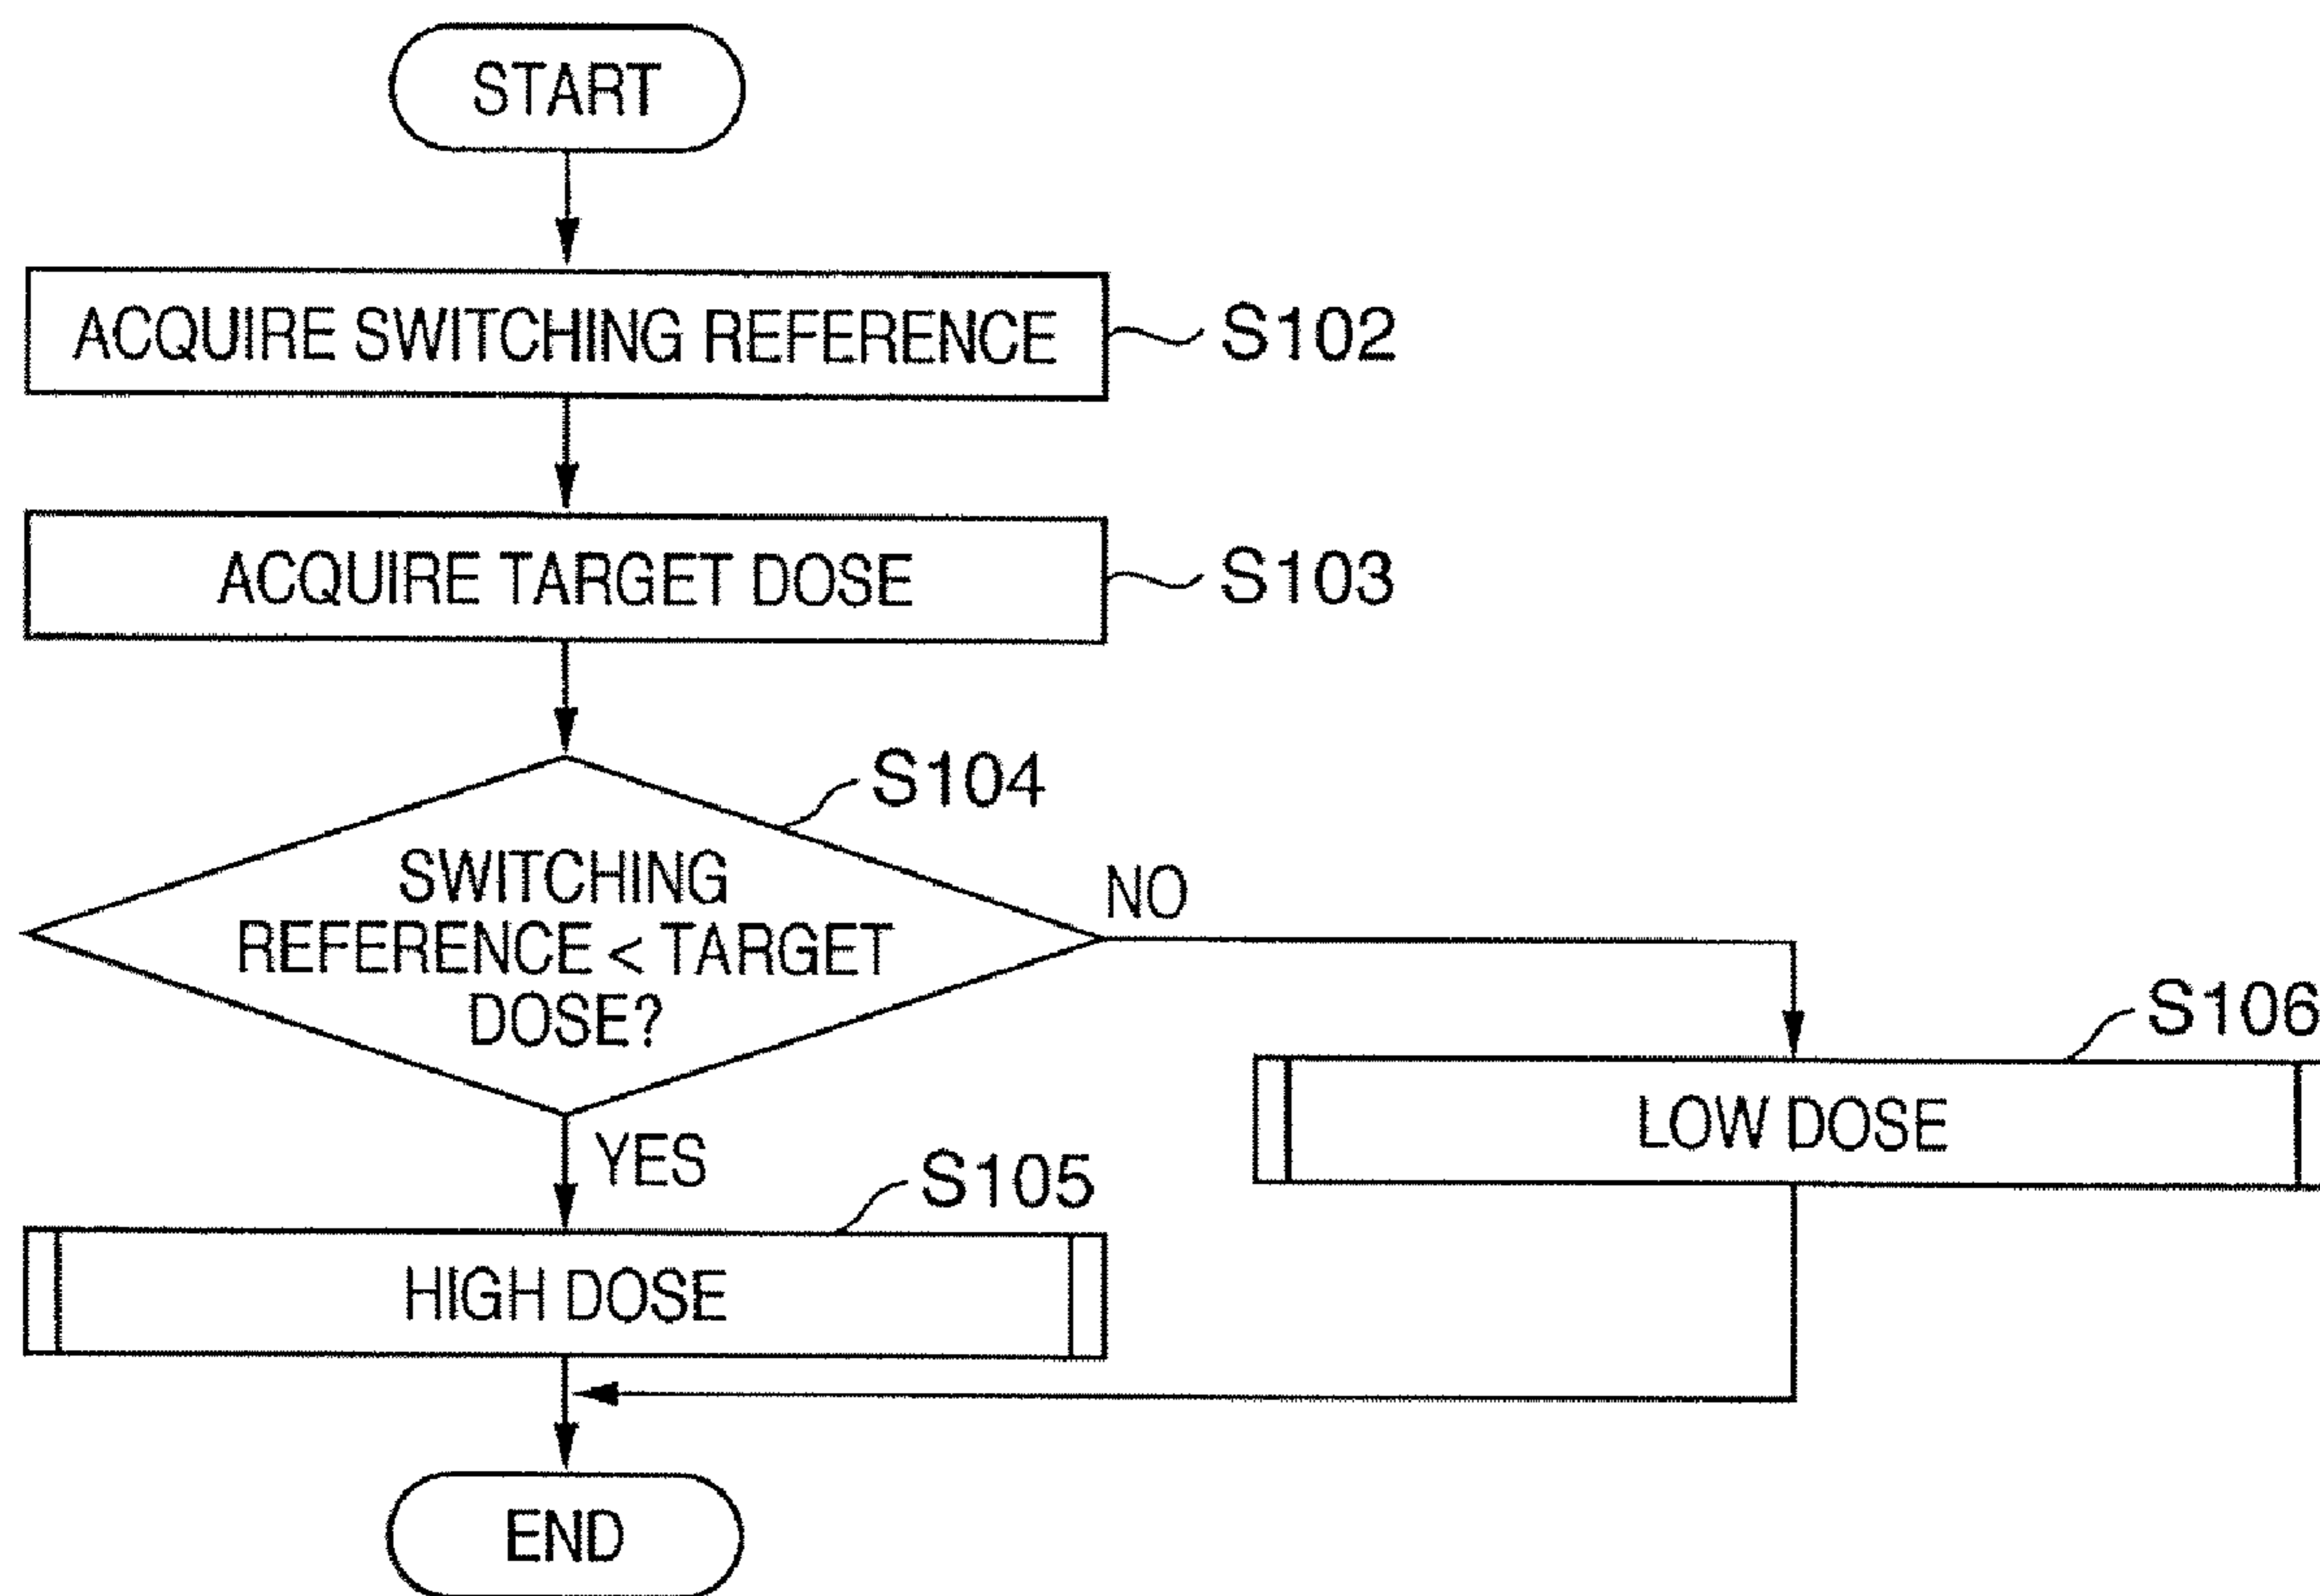 START
ACQUIRE SWITCHING REFERENCE
S102
ACQUIRE TARGET DOSE
S103
S104
SWITCHING
REFERENCE < TARGET
DOSE?
NO
YES
S106
LOW DOSE
S105
HIGH DOSE
END